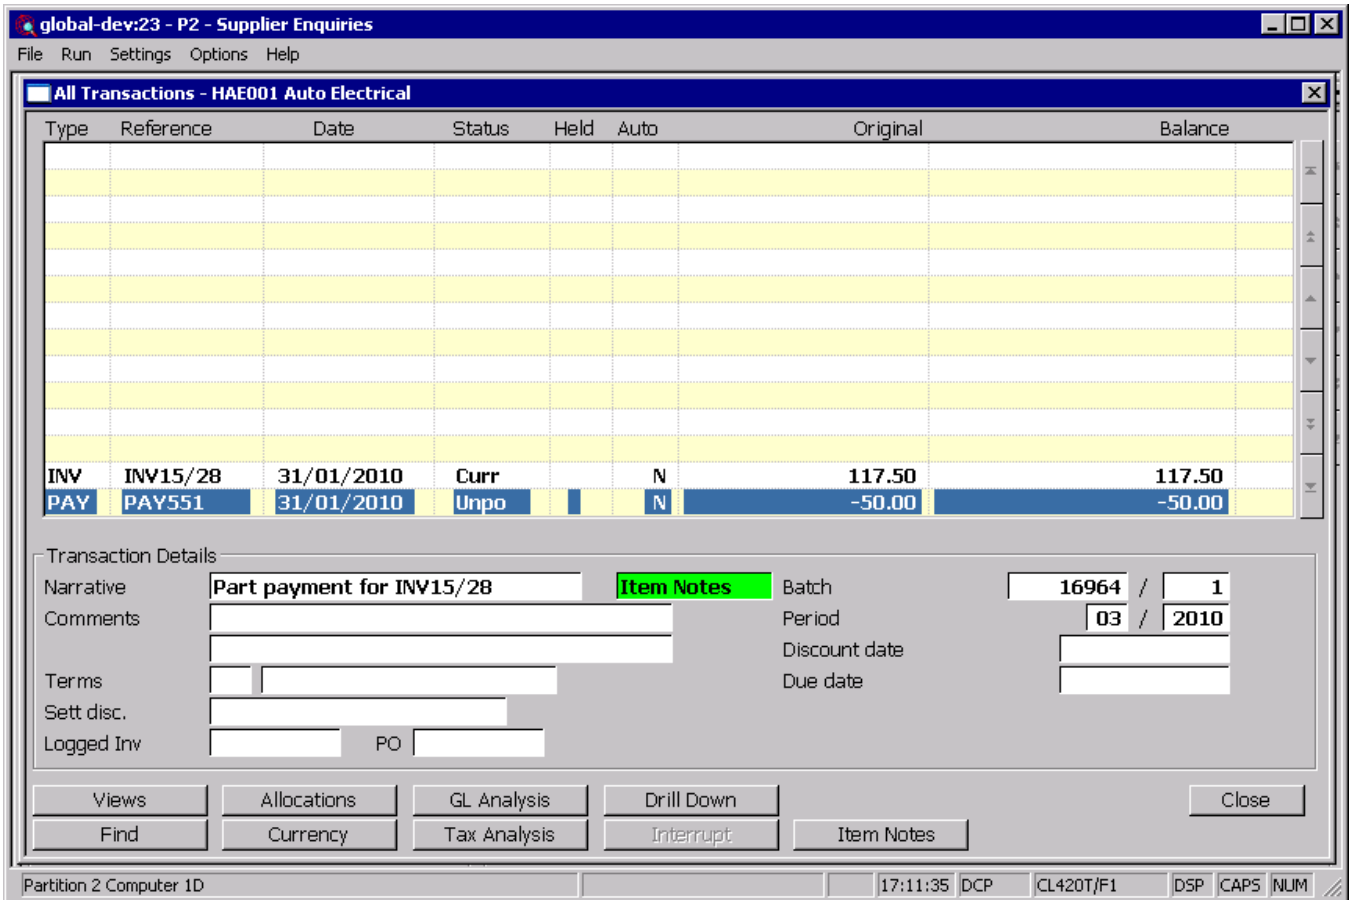 global-dev:23 - P2 - Supplier Enquiries
File Run Settings Options Help
All Transactions - HAE001 Auto Electrical
Type Reference Date Status Held Auto Original Balance
INV INV15/28 31/01/2010 Curr N 117.50 117.50
PAY PAY551 31/01/2010 Unpo N -50.00 -50.00
Transaction Details
Narrative Part payment for INV15/28 Item Notes Batch 16964 / 1
Comments Period 03 / 2010
Discount date
Terms Due date
Sett disc.
Logged Inv PO
Views Allocations GL Analysis Drill Down Close
Find Currency Tax Analysis Interrupt Item Notes
Partition 2 Computer 1D 17:11:35 DCP CL420T/F1 DSP CAPS NUM